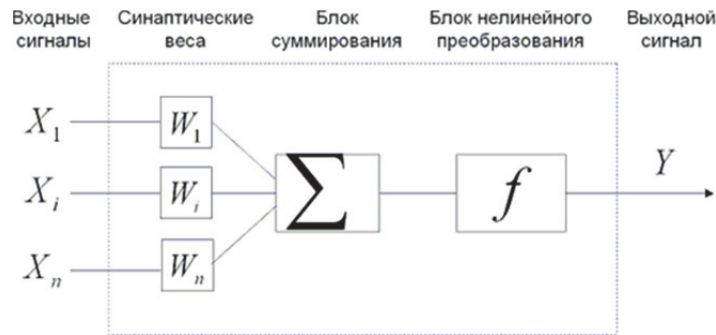 Входные сигналы
Синаптические веса
Блок суммирования
Блок нелинейного преобразования
Выходной сигнал
X1
W1
Xi
Wi
∑
f
Y
Xn
Wn